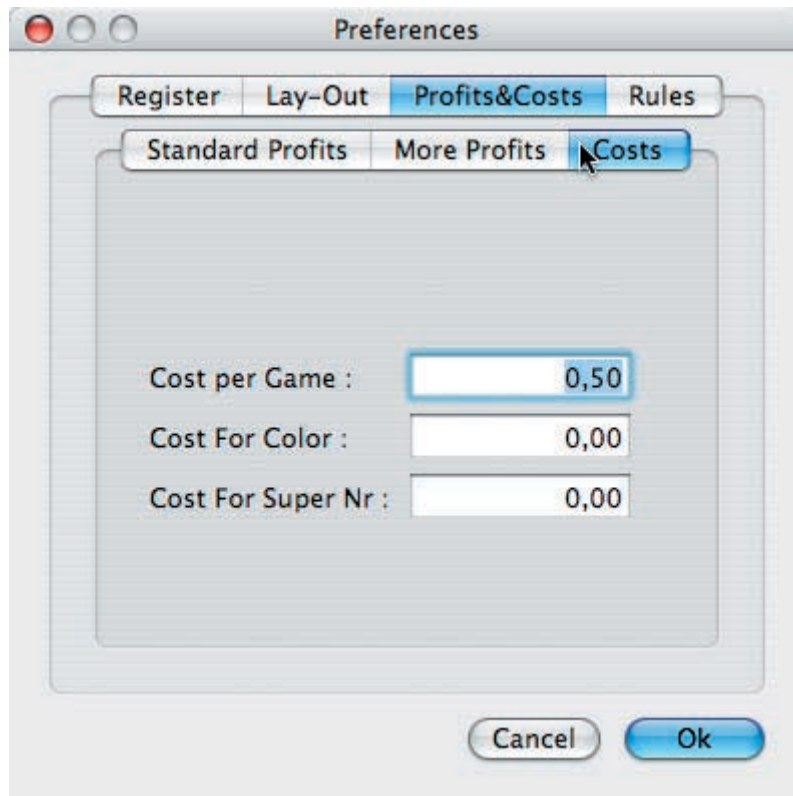 Preferences
Register Lay-Out Profits&Costs Rules
Standard Profits More Profits Costs
Cost per Game : 0,50
Cost For Color : 0,00
Cost For Super Nr : 0,00
Cancel Ok